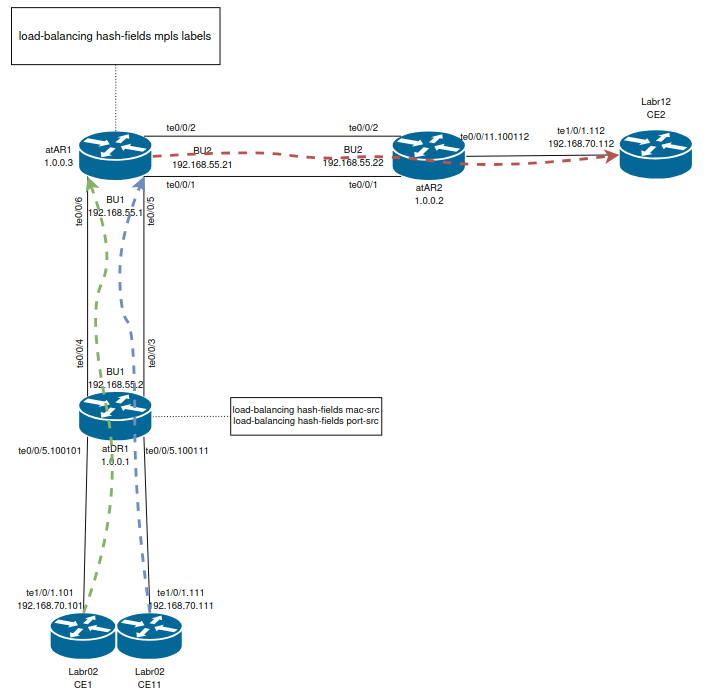 load-balancing hash-fields mpls labels
Labr12
CE2
te0/0/2
te0/0/2
te1/0/1.112
192.168.70.112
te0/0/11.100112
atAR1
1.0.0.3
BU2
192.168.55.21
BU2
192.168.55.22
te0/0/1
te0/0/1
atAR2
1.0.0.2
te0/0/6
BU1
192.168.55.1
te0/0/5
te0/0/4
te0/0/3
BU1
192.168.55.2
load-balancing hash-fields mac-src
load-balancing hash-fields port-src
te0/0/5.100101
atDR1
1.0.0.1
te0/0/5.100111
te1/0/1.101
192.168.70.101
te1/0/1.111
192.168.70.111
Labr02
CE1
Labr02
CE11